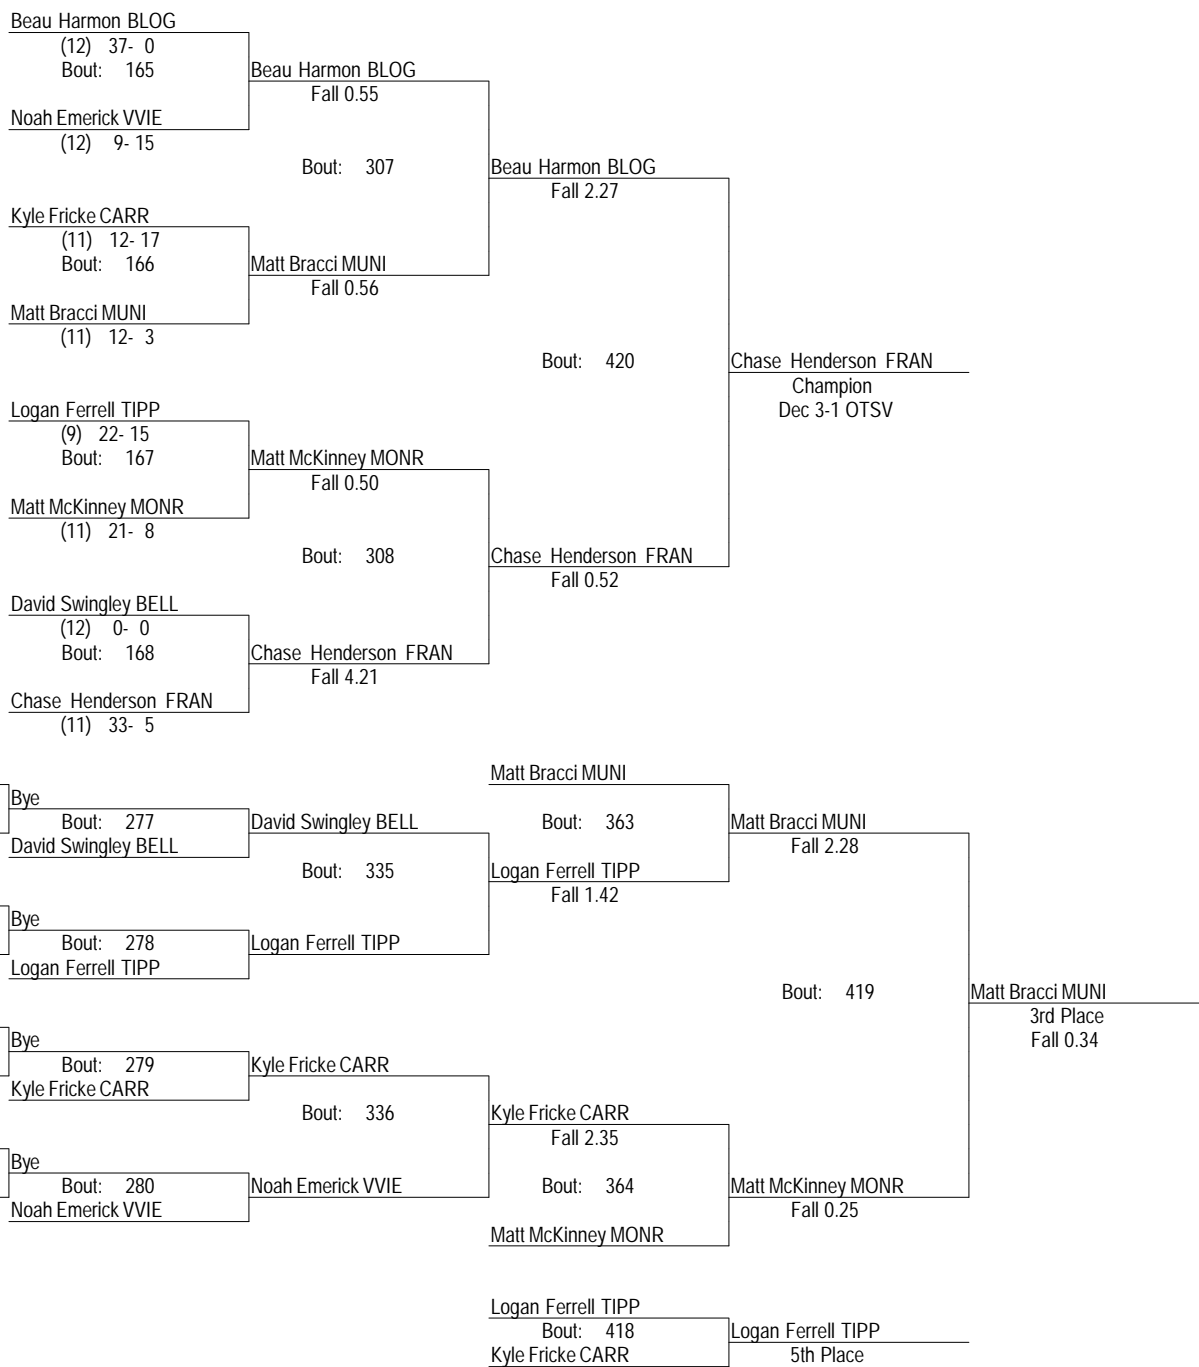 Beau Harmon BLOG
(12) 37- 0
Bout: 165
Beau Harmon BLOG
Fall 0.55
Noah Emerick VVIE
(12) 9- 15
Bout: 307
Beau Harmon BLOG
Fall 2.27
Kyle Fricke CARR
(11) 12- 17
Bout: 166
Matt Bracci MUNI
Fall 0.56
Matt Bracci MUNI
(11) 12- 3
Bout: 420
Chase Henderson FRAN
Champion
Dec 3-1 OTSV
Logan Ferrell TIPP
(9) 22- 15
Bout: 167
Matt McKinney MONR
Fall 0.50
Matt McKinney MONR
(11) 21- 8
Bout: 308
Chase Henderson FRAN
Fall 0.52
David Swingley BELL
(12) 0- 0
Bout: 168
Chase Henderson FRAN
Fall 4.21
Chase Henderson FRAN
(11) 33- 5
Matt Bracci MUNI
Bye
Bout: 277
David Swingley BELL
David Swingley BELL
Bout: 363
Matt Bracci MUNI
Fall 2.28
Bout: 335
Logan Ferrell TIPP
Fall 1.42
Bye
Bout: 278
Logan Ferrell TIPP
Logan Ferrell TIPP
Bout: 419
Matt Bracci MUNI
3rd Place
Fall 0.34
Bye
Bout: 279
Kyle Fricke CARR
Kyle Fricke CARR
Bout: 336
Kyle Fricke CARR
Fall 2.35
Bye
Bout: 280
Noah Emerick VVIE
Noah Emerick VVIE
Bout: 364
Matt McKinney MONR
Fall 0.25
Matt McKinney MONR
Logan Ferrell TIPP
Bout: 418
Logan Ferrell TIPP
Kyle Fricke CARR
5th Place